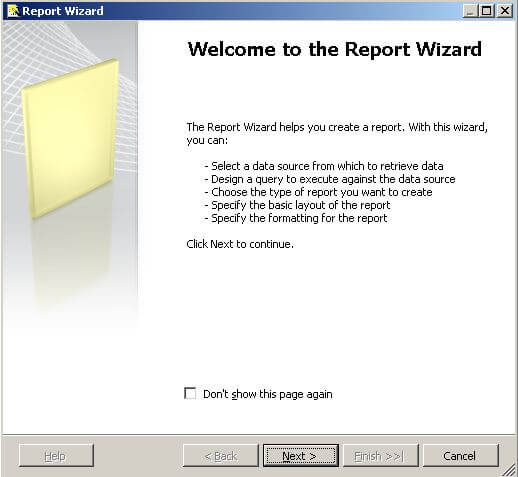 Report Wizard
Welcome to the Report Wizard
The Report Wizard helps you create a report. With this wizard,
you can:
- Select a data source from which to retrieve data
- Design a query to execute against the data source
- Choose the type of report you want to create
- Specify the basic layout of the report
- Specify the formatting for the report
Click Next to continue.
Don't show this page again
Help < Back Next > Finish >>| Cancel